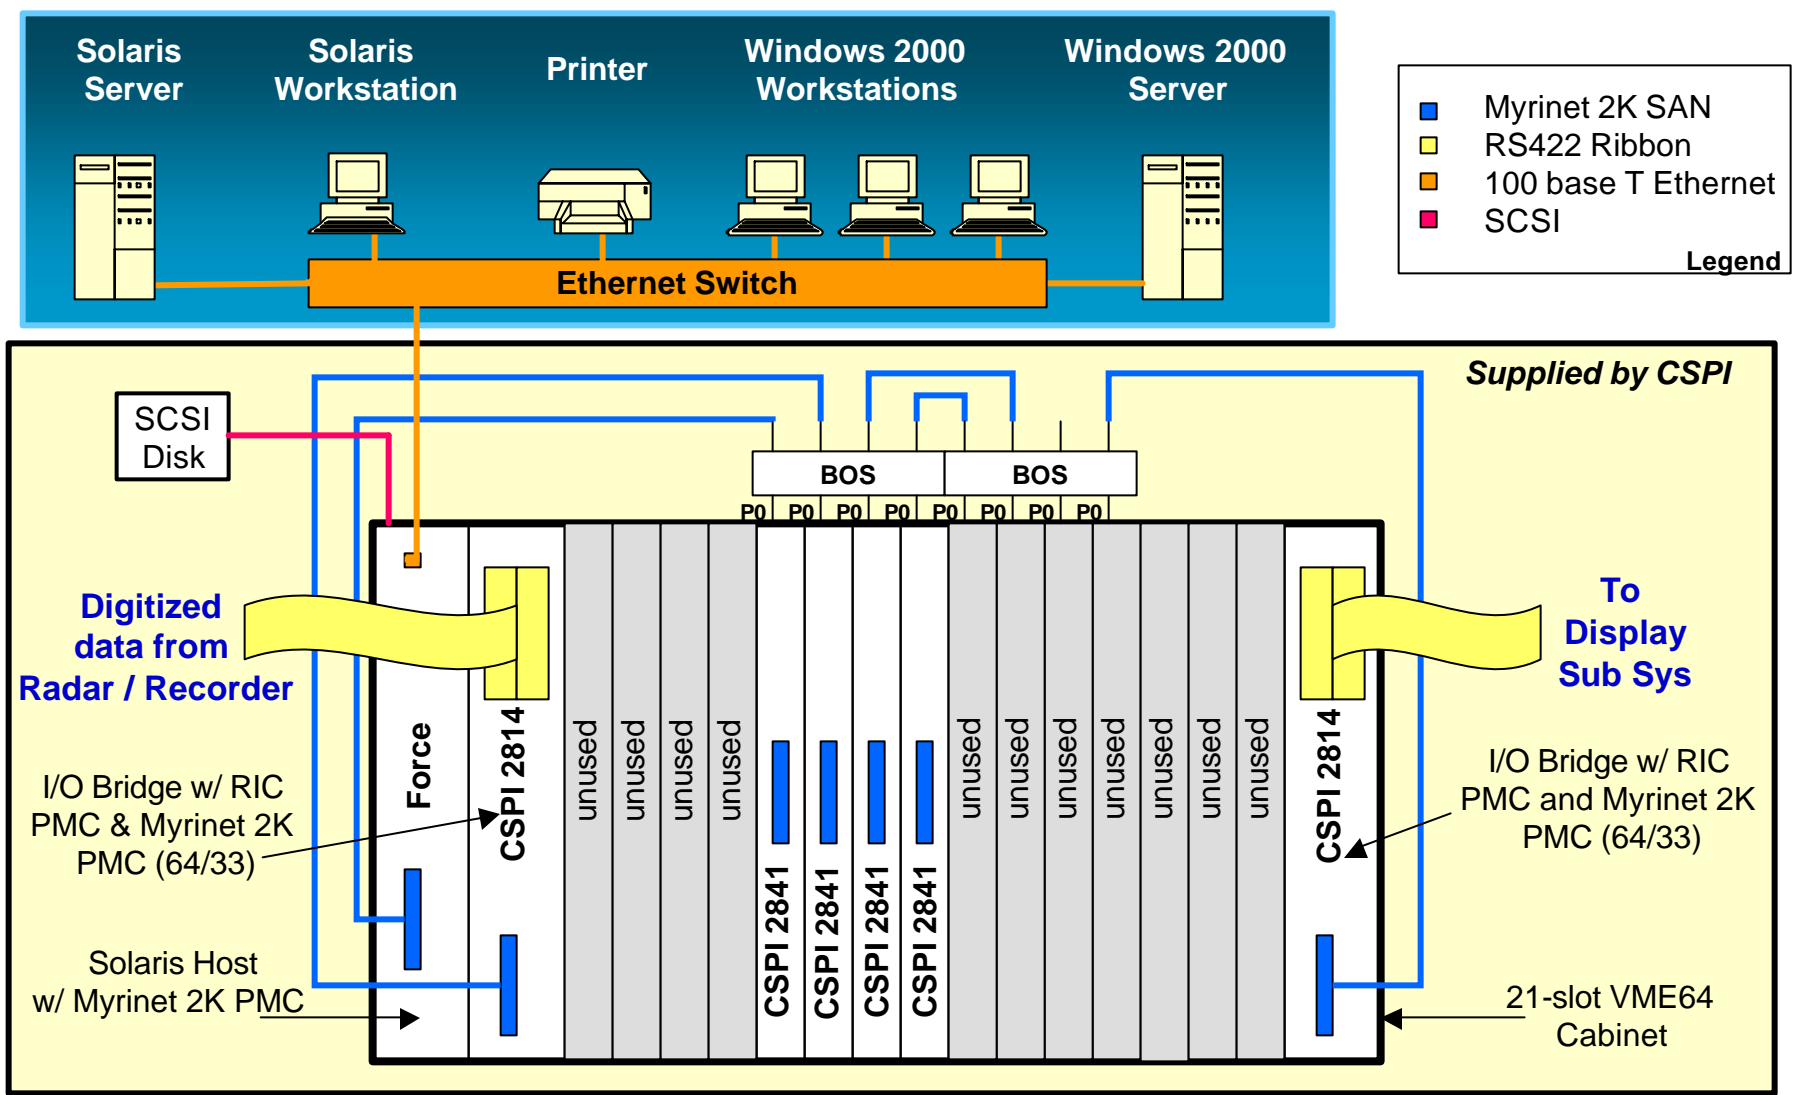 Solaris
Server
Solaris
Workstation
Printer
Windows 2000
Workstations
Windows 2000
Server
Ethernet Switch
Myrinet 2K SAN
RS422 Ribbon
100 base T Ethernet
SCSI
Legend
Supplied by CSPI
SCSI
Disk
BOS
BOS
P0
P0
P0
P0
P0
P0
P0
P0
Digitized
data from
Radar / Recorder
To
Display
Sub Sys
Force
CSPI 2814
unused
unused
unused
unused
CSPI 2841
CSPI 2841
CSPI 2841
CSPI 2841
unused
unused
unused
unused
unused
unused
unused
CSPI 2814
I/O Bridge w/ RIC
PMC & Myrinet 2K
PMC (64/33)
I/O Bridge w/ RIC
PMC and Myrinet 2K
PMC (64/33)
Solaris Host
w/ Myrinet 2K PMC
21-slot VME64
Cabinet